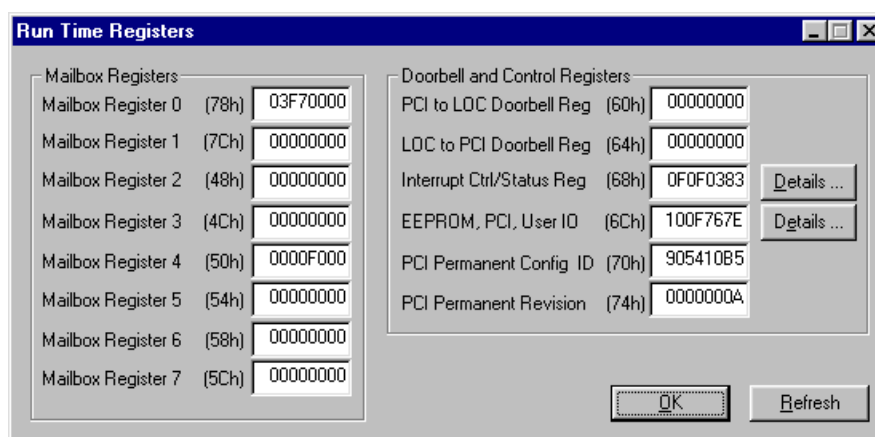 Run Time Registers
Mailbox Registers
Mailbox Register 0 (78h) 03F70000
Mailbox Register 1 (7Ch) 00000000
Mailbox Register 2 (48h) 00000000
Mailbox Register 3 (4Ch) 00000000
Mailbox Register 4 (50h) 0000F000
Mailbox Register 5 (54h) 00000000
Mailbox Register 6 (58h) 00000000
Mailbox Register 7 (5Ch) 00000000
Doorbell and Control Registers
PCI to LOC Doorbell Reg (60h) 00000000
LOC to PCI Doorbell Reg (64h) 00000000
Interrupt Ctrl/Status Reg (68h) 0F0F0383 Details ...
EEPROM, PCI, User IO (6Ch) 100F767E Details ...
PCI Permanent Config ID (70h) 905410B5
PCI Permanent Revision (74h) 0000000A
OK Refresh